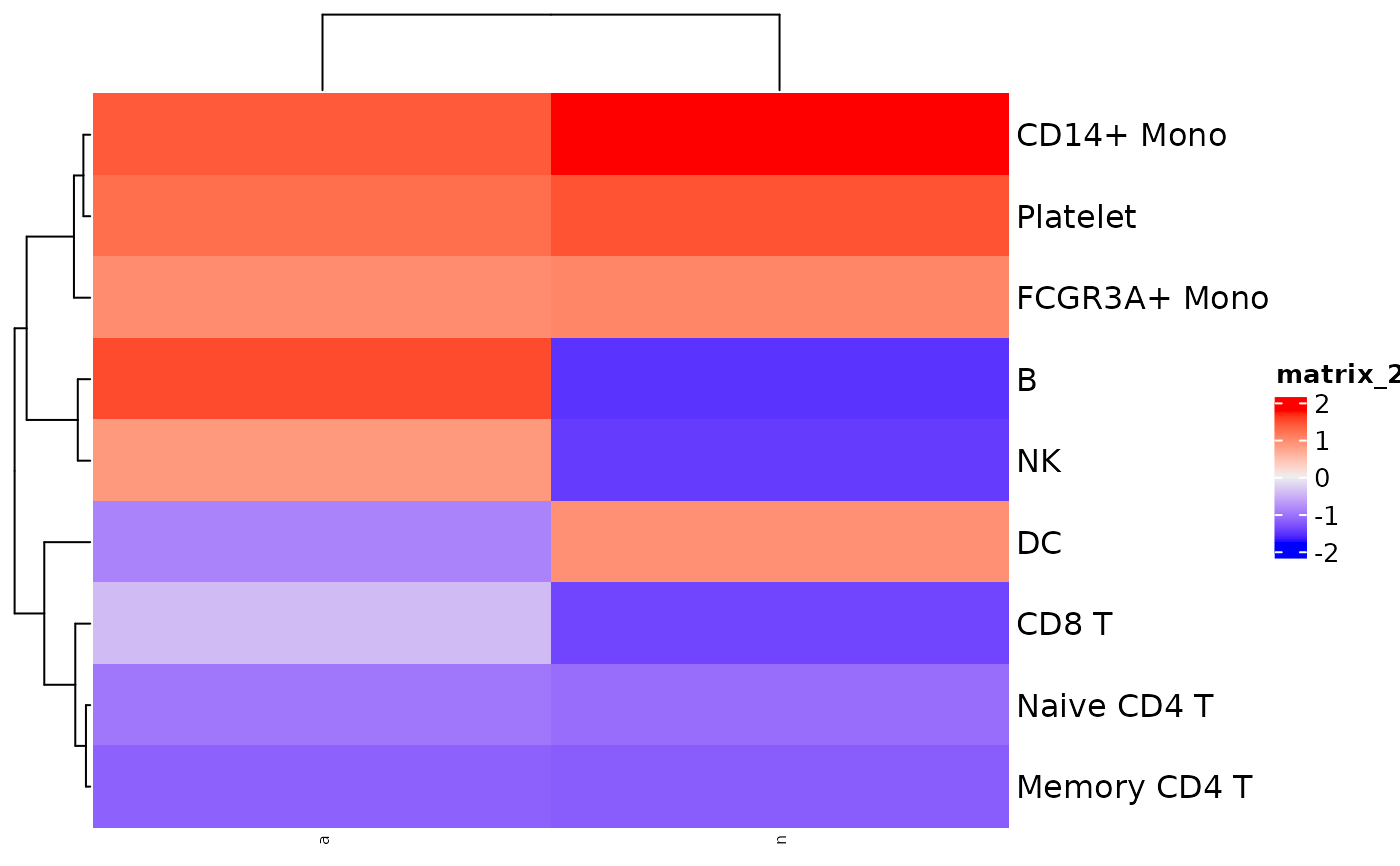 CD14+ Mono
Platelet
FCGR3A+ Mono
B
NK
DC
CD8 T
Naive CD4 T
Memory CD4 T
matrix_2
2
1
0
-1
-2
a
n